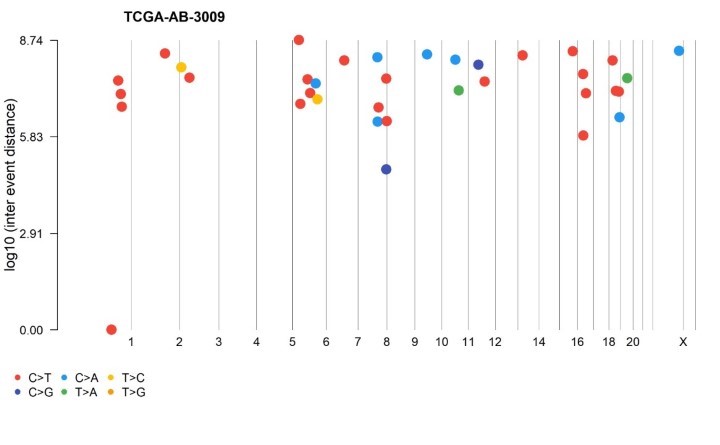 TCGA-AB-3009
log10 (inter event distance)
8.74
5.83
2.91
0.00
1 2 3 4 5 6 7 8 9 10 11 12 14 16 18 20 X
C>T C>A T>C
C>G T>A T>G